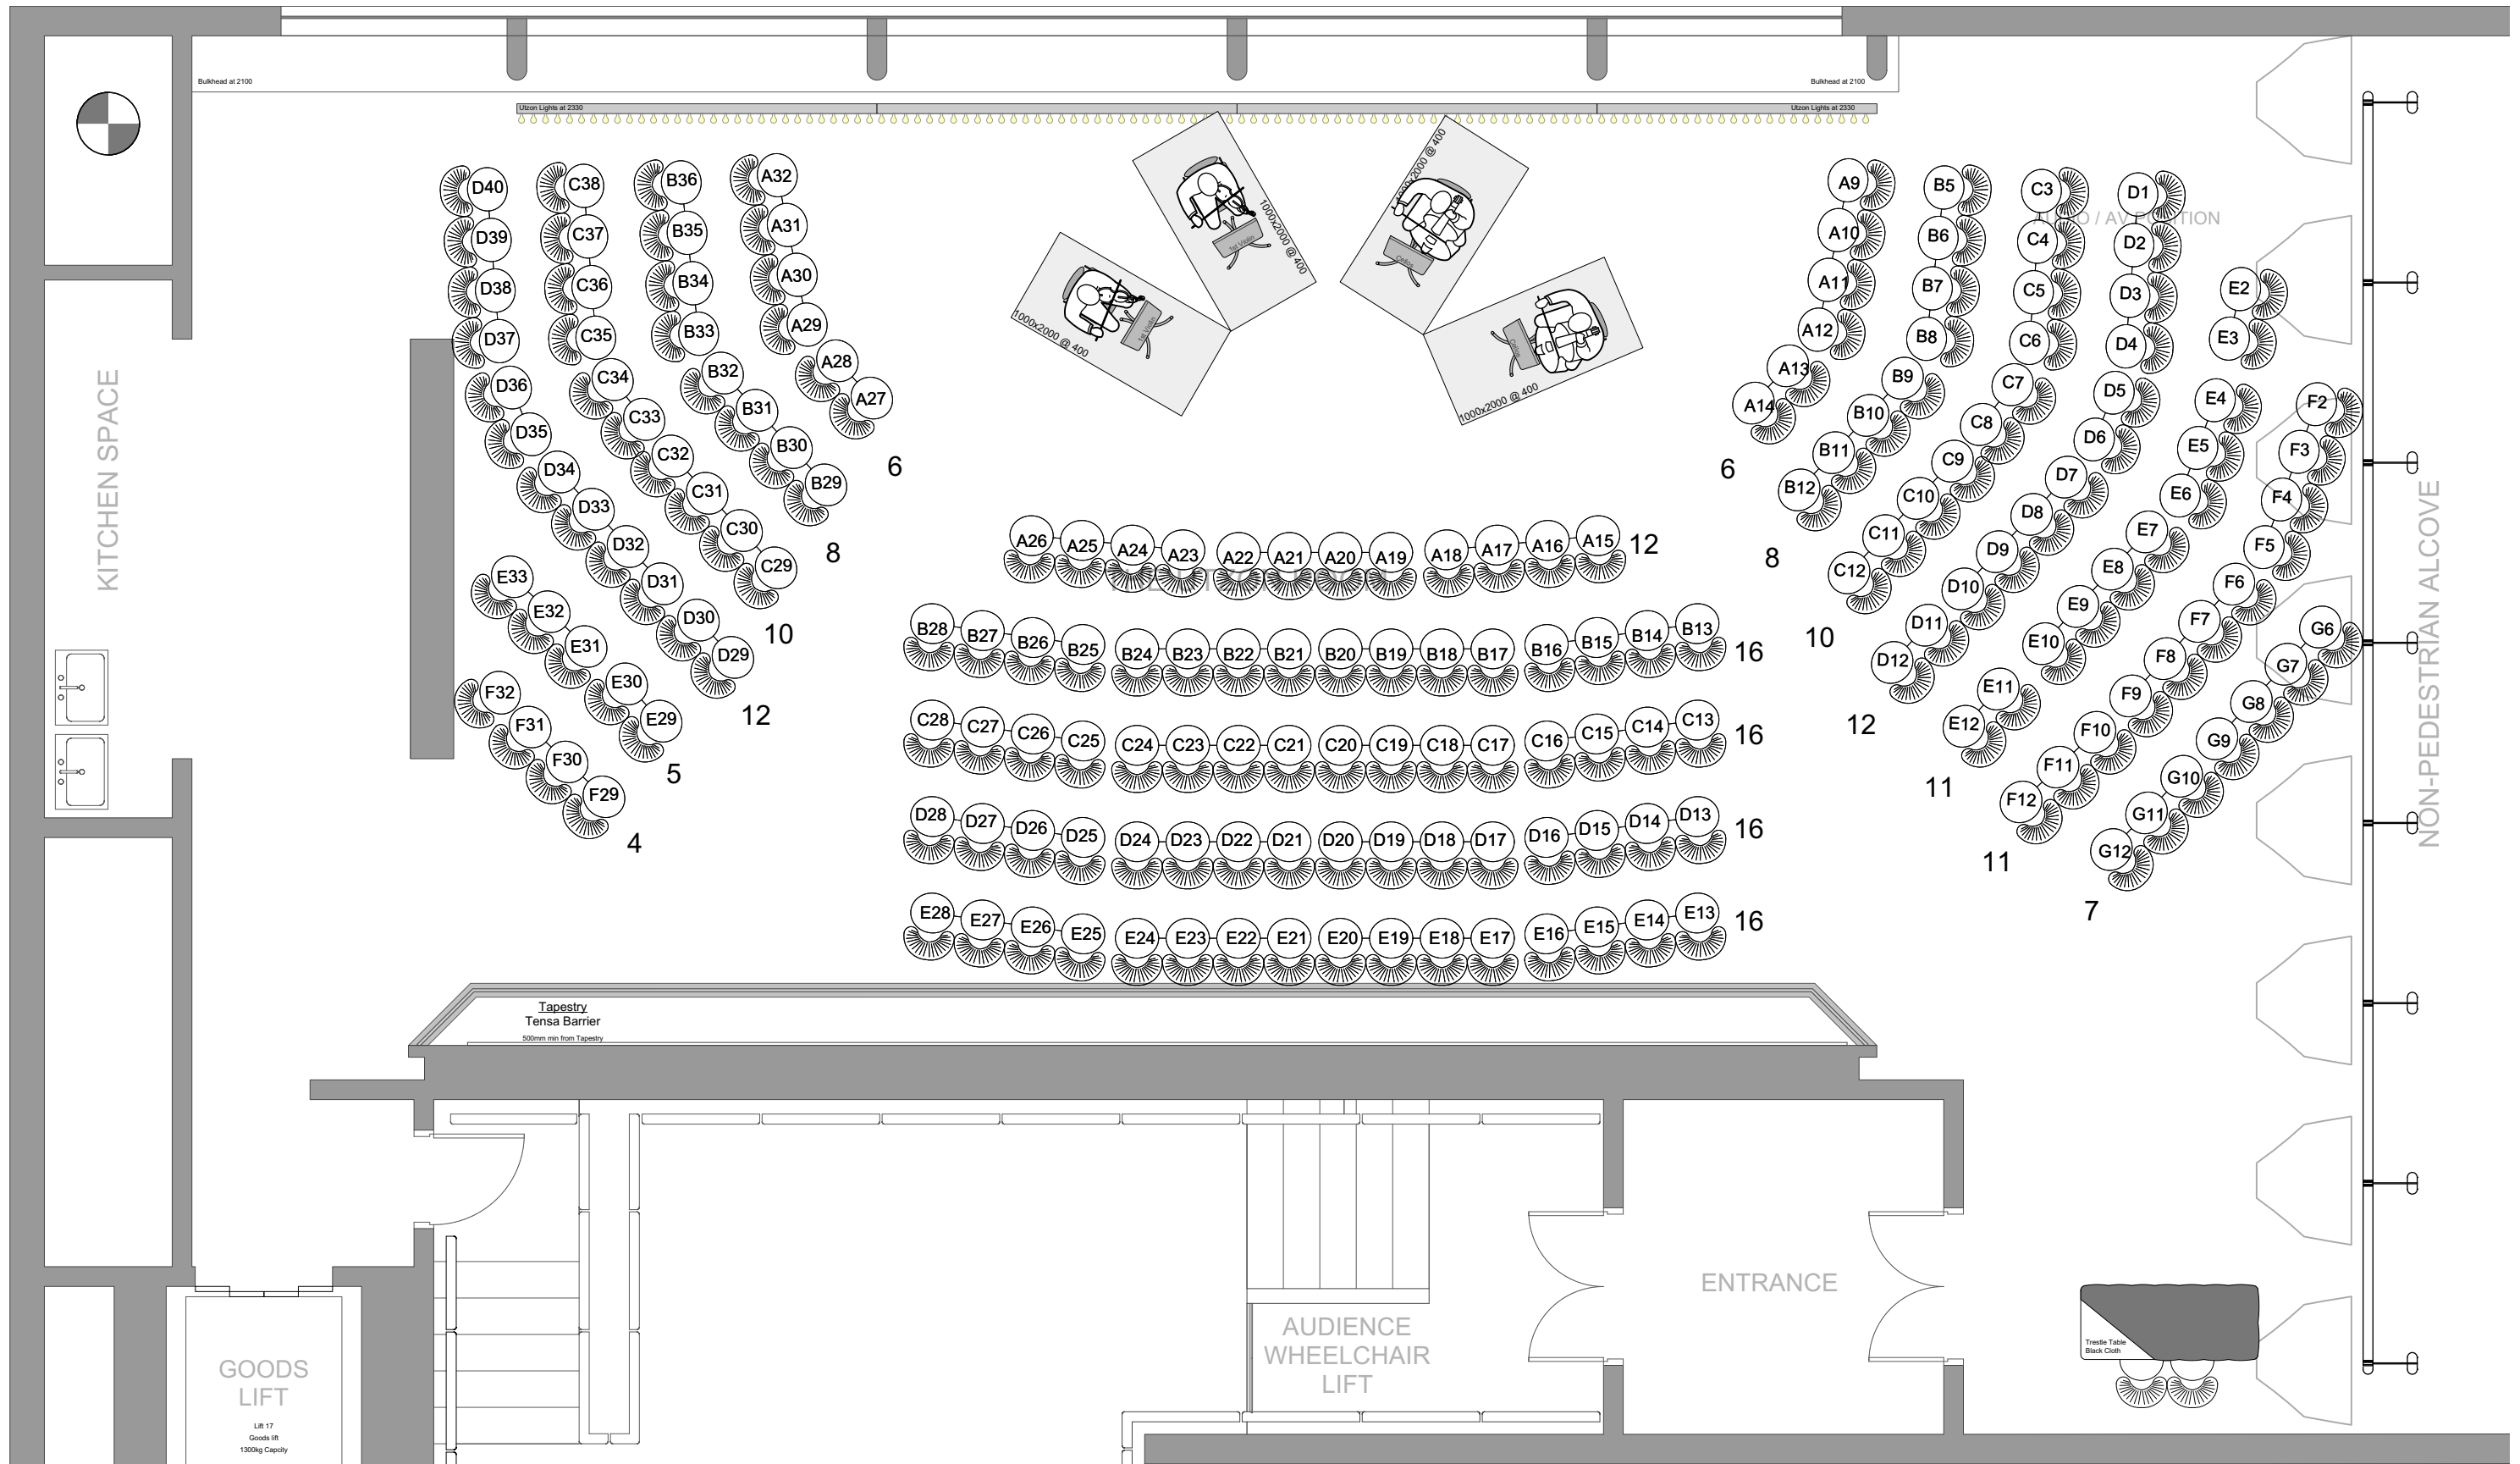 Bulkhead at 2100
Bulkhead at 2100
Utzon Lights at 2330
Utzon Lights at 2330
KITCHEN SPACE
D40
D39
D38
D37
D36
D35
D34
D33
D32
D31
D30
D29
12
C38
C37
C36
C35
C34
C33
C32
C31
C30
C29
10
B36
B35
B34
B33
B32
B31
B30
B29
8
A32
A31
A30
A29
A28
A27
6
E33
E32
E31
E30
E29
5
F32
F31
F30
F29
4
1000x2000 @ 400
1st Violin
1000x2000 @ 400
1st Violin
1000x2000 @ 400
Cellos
1000x2000 @ 400
Cellos
A26 A25 A24 A23 A22 A21 A20 A19 A18 A17 A16 A15 12
B28 B27 B26 B25 B24 B23 B22 B21 B20 B19 B18 B17 B16 B15 B14 B13 16
C28 C27 C26 C25 C24 C23 C22 C21 C20 C19 C18 C17 C16 C15 C14 C13 16
D28 D27 D26 D25 D24 D23 D22 D21 D20 D19 D18 D17 D16 D15 D14 D13 16
E28 E27 E26 E25 E24 E23 E22 E21 E20 E19 E18 E17 E16 E15 E14 E13 16
A9
A10
A11
A12
A13
A14
6
B5
B6
B7
B8
B9
B10
B11
B12
8
C3
C4
C5
C6
C7
C8
C9
C10
C11
C12
10
AUDIO / AV POSITION
D1
D2
D3
D4
D5
D6
D7
D8
D9
D10
D11
D12
12
E2
E3
E4
E5
E6
E7
E8
E9
E10
E11
E12
11
F2
F3
F4
F5
F6
F7
F8
F9
F10
F11
F12
11
G6
G7
G8
G9
G10
G11
G12
7
NON-PEDESTRIAN ALCOVE
Tapestry
Tensa Barrier
500mm min from Tapestry
GOODS
LIFT
Lift 17
Goods lift
1300kg Capcity
AUDIENCE
WHEELCHAIR
LIFT
ENTRANCE
Trestle Table
Black Cloth